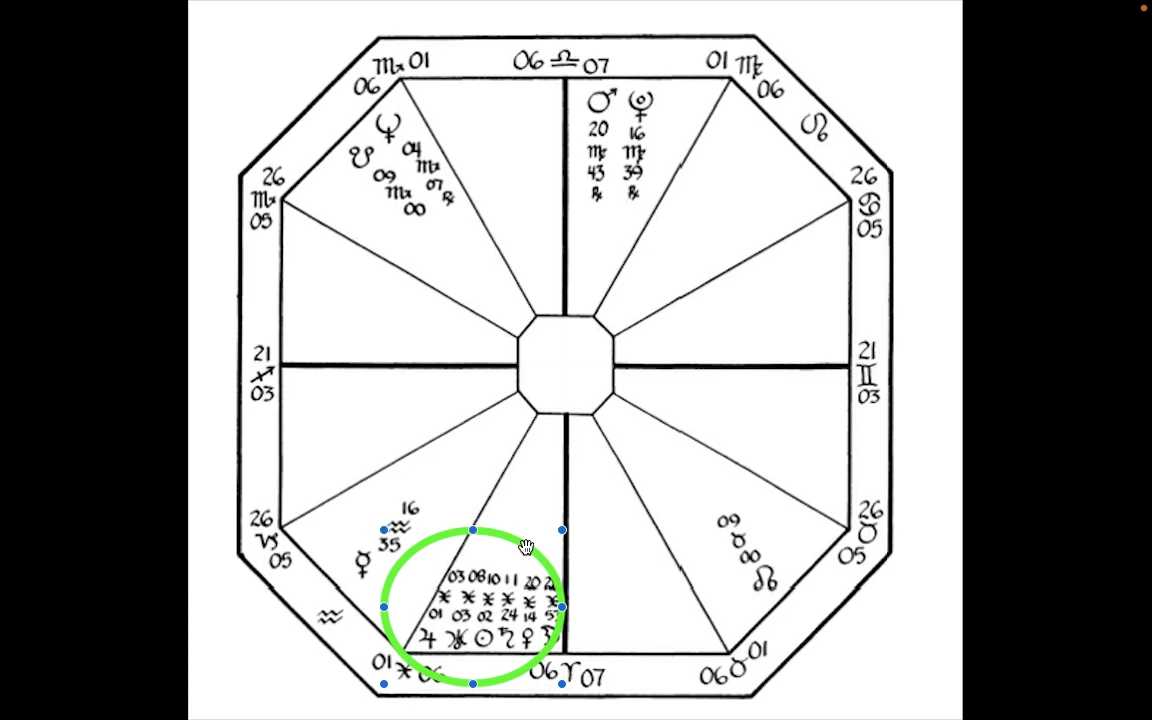 ♏ 01
06
06 ♎ 07
01 ♍
06
♌
♂ 20 ♍ 43 ℞
16 ♍ 39 ℞
♆ 04 ♏ 07 ℞
☋ 09 ♏ 00
26 ♏ 05
26 ♋ 05
21 ♐ 03
21 ♊ 03
26 ♑ 05
26 ♉ 05
☿ 35 ♒ 16
♒
03 08 10 11 20
♓ ♓ ♓ ♓ ♓ ♓
01 03 02 24 14
♃ ♅ ☉ ♄ ♀ ☽
09 ♉ 00 ☊
01 ♓ 06
06 ♈ 07
06 ♉ 01